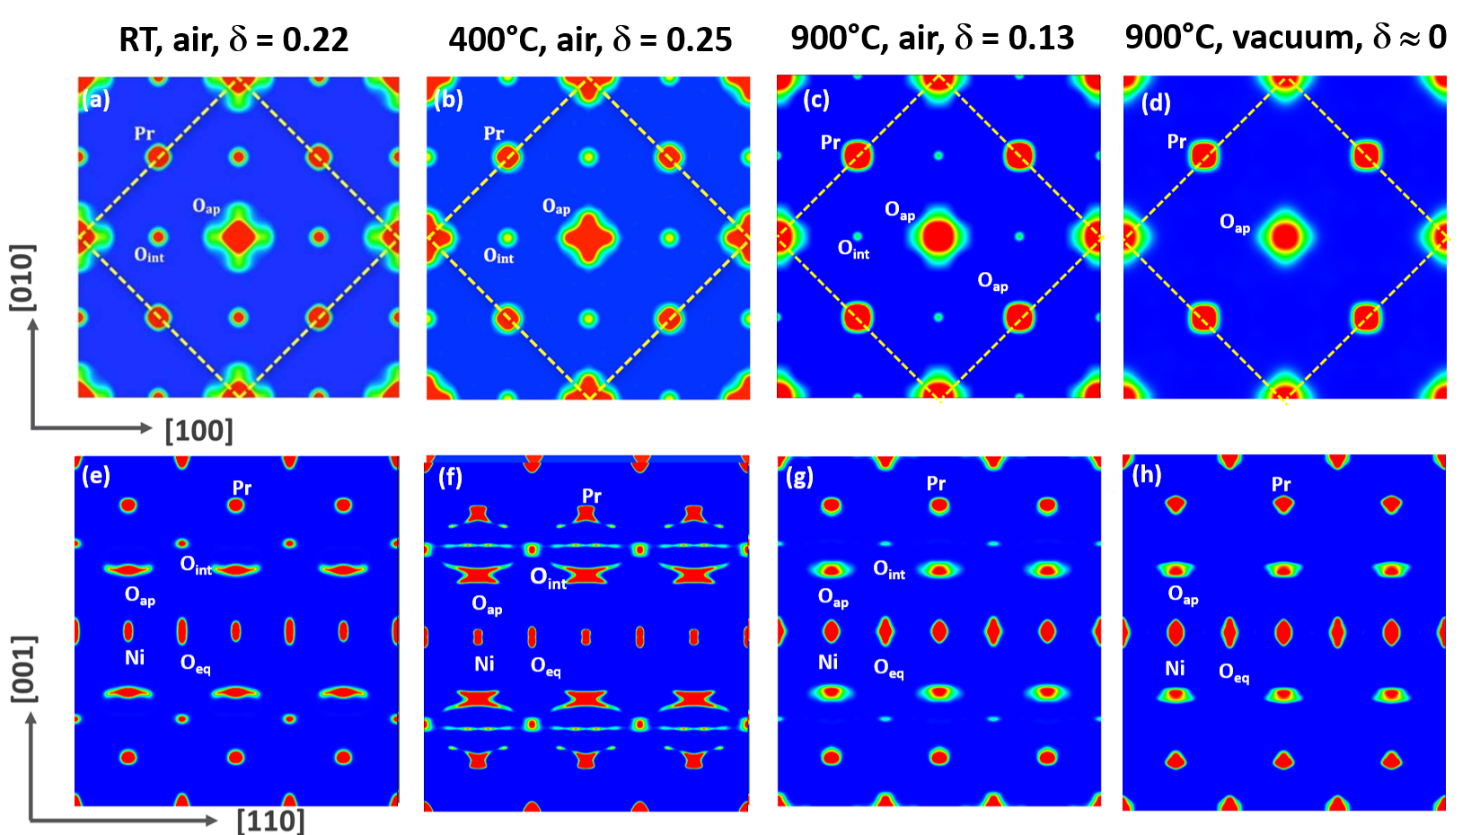 RT, air, δ = 0.22
400°C, air, δ = 0.25
900°C, air, δ = 0.13
900°C, vacuum, δ ≈ 0
(a)
Pr
Oap
Oint
(b)
Pr
Oap
Oint
(c)
Pr
Oap
Oint
Oap
(d)
Pr
Oap
[010]
[100]
(e)
Pr
Oint
Oap
Ni
Oeq
(f)
Pr
Oint
Oap
Ni
Oeq
(g)
Pr
Oint
Oap
Ni
Oeq
(h)
Pr
Oap
Ni
Oeq
[001]
[110]